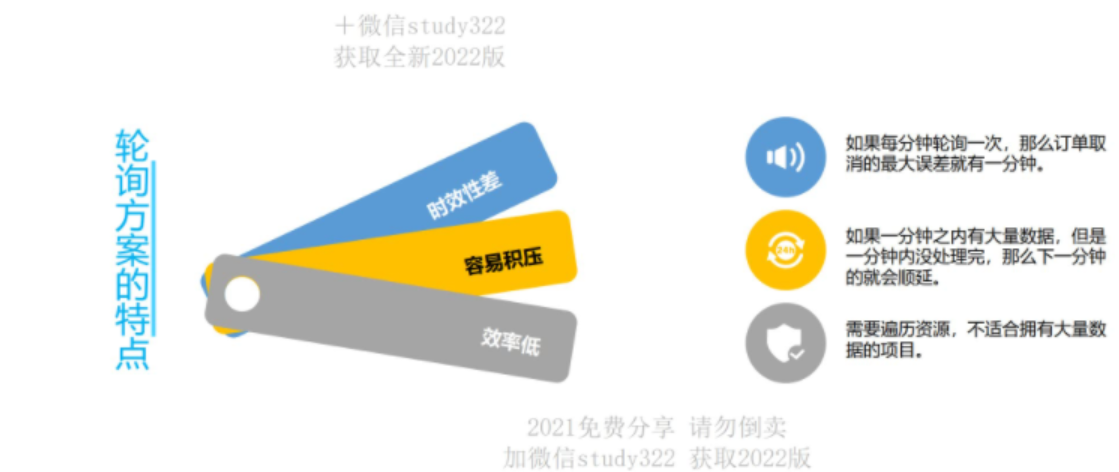 ＋微信study322
获取全新2022版
轮询方案的特点
时效性差
容易积压
效率低
如果每分钟轮询一次，那么订单取
消的最大误差就有一分钟。
24h
如果一分钟之内有大量数据，但是
一分钟内没处理完，那么下一分钟
的就会顺延。
需要遍历资源，不适合拥有大量数
据的项目。
2021免费分享 请勿倒卖
加微信study322 获取2022版